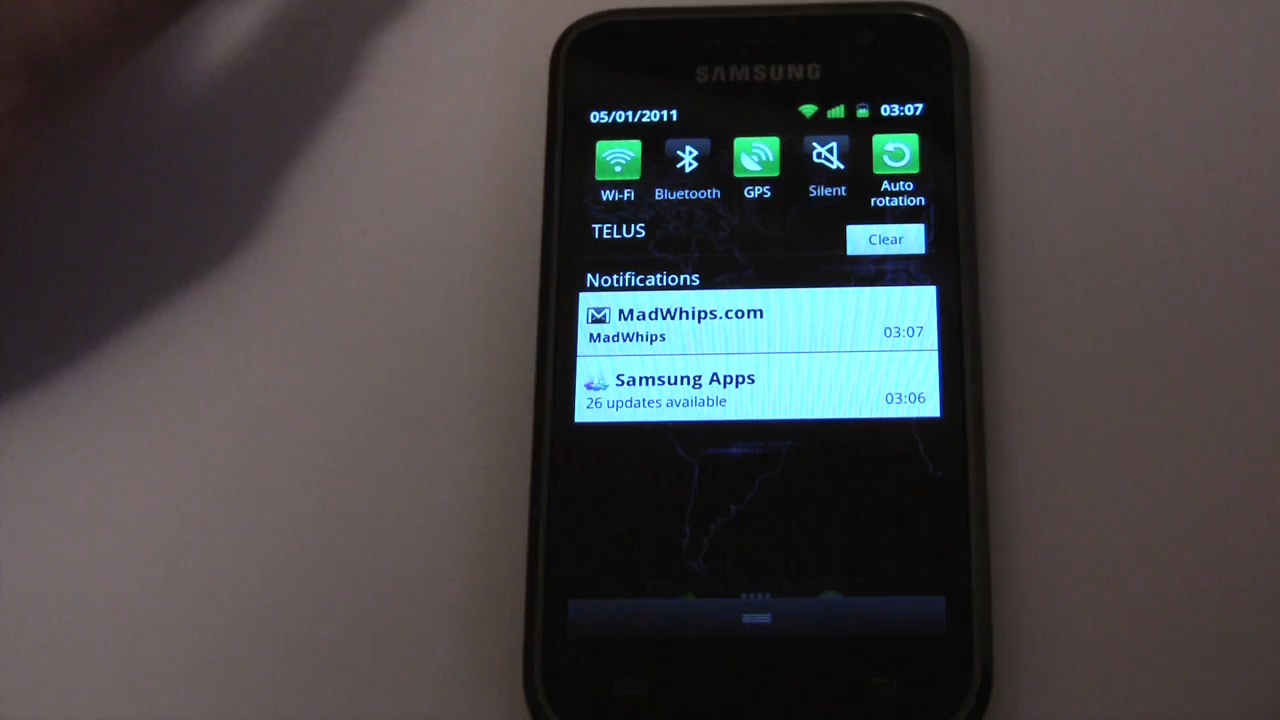 SAMSUNG
05/01/2011 03:07
Wi-Fi Bluetooth GPS Silent Auto rotation
TELUS Clear
Notifications
MadWhips.com
MadWhips 03:07
Samsung Apps
26 updates available 03:06